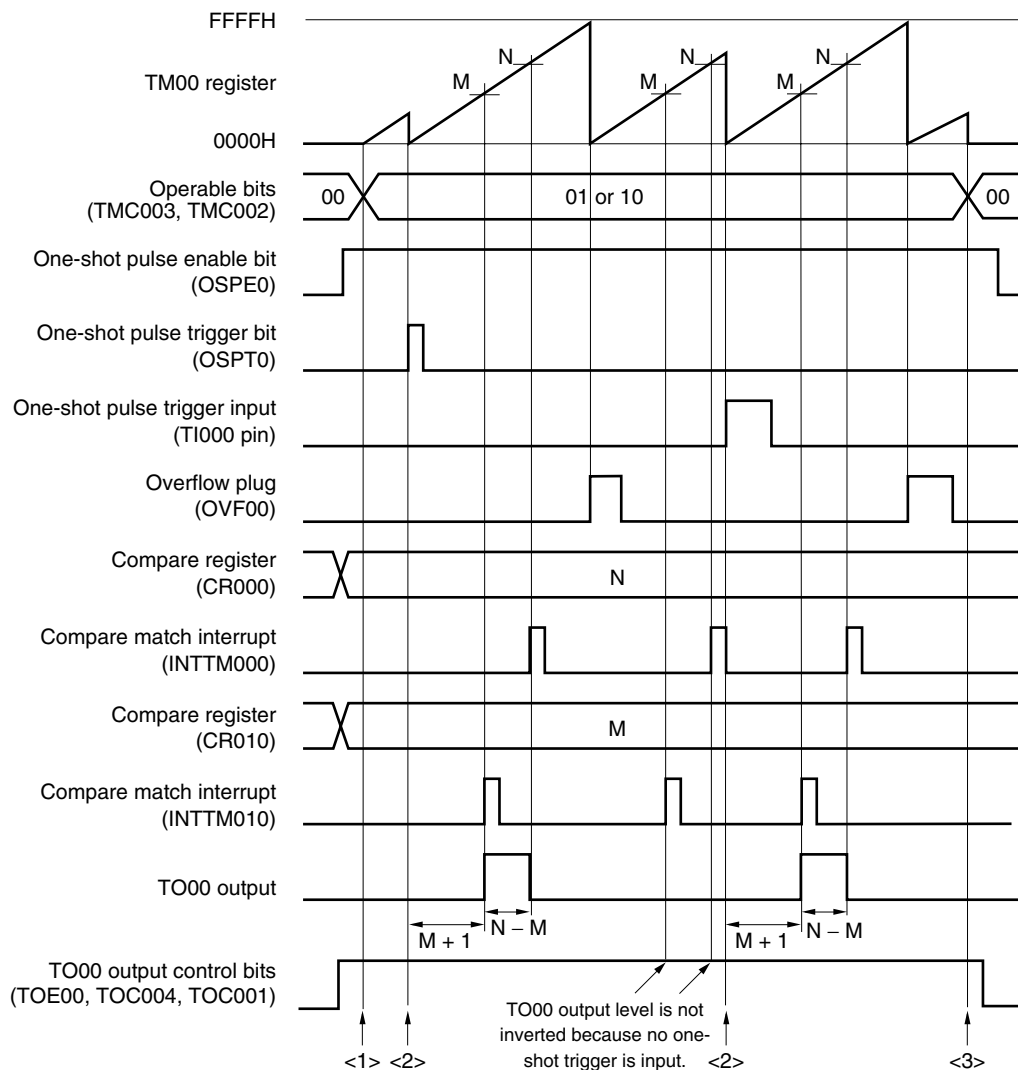 FFFFH
TM00 register
0000H
M
N
M
N
M
N
Operable bits
(TMC003, TMC002)
00
01 or 10
00
One-shot pulse enable bit
(OSPE0)
One-shot pulse trigger bit
(OSPT0)
One-shot pulse trigger input
(TI000 pin)
Overflow plug
(OVF00)
Compare register
(CR000)
N
Compare match interrupt
(INTTM000)
Compare register
(CR010)
M
Compare match interrupt
(INTTM010)
TO00 output
M + 1
N − M
M + 1
N − M
TO00 output control bits
(TOE00, TOC004, TOC001)
TO00 output level is not
inverted because no one-
shot trigger is input.
<1>
<2>
<2>
<3>